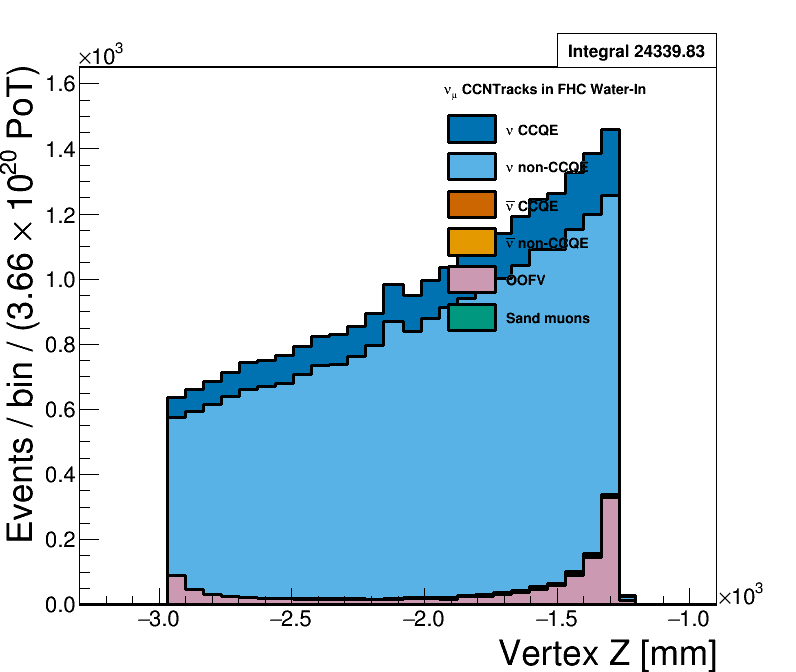 Integral 24339.83
×10³
ν_μ CCNTracks in FHC Water-In
ν CCQE
ν non-CCQE
ν̅ CCQE
ν̅ non-CCQE
OOFV
Sand muons
Events / bin / (3.66 × 10²⁰ PoT)
1.6
1.4
1.2
1.0
0.8
0.6
0.4
0.2
0.0
−3.0 −2.5 −2.0 −1.5 −1.0 ×10³
Vertex Z [mm]